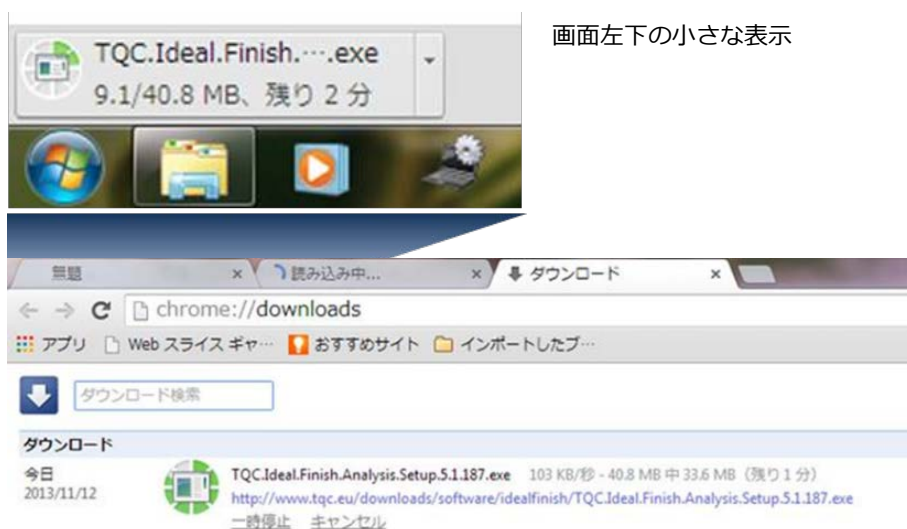 画面左下の小さな表示
TQC.Ideal.Finish.….exe
9.1/40.8 MB、残り 2 分
無題
読み込み中...
ダウンロード
chrome://downloads
アプリ Web スライス ギャ… おすすめサイト インポートしたブ…
ダウンロード検索
ダウンロード
今日
2013/11/12
TQC.Ideal.Finish.Analysis.Setup.5.1.187.exe 103 KB/秒 - 40.8 MB 中 33.6 MB（残り 1 分）
http://www.tqc.eu/downloads/software/idealfinish/TQC.Ideal.Finish.Analysis.Setup.5.1.187.exe
一時停止 キャンセル